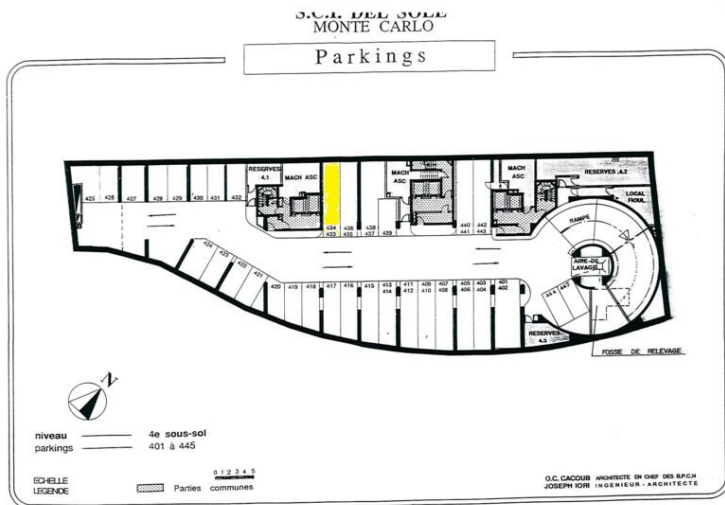 S.C.I. DEL SOLE
MONTE CARLO
Parkings
RESERVES
4.1
MACH ASC
MACH
ASC
MACH
ASC
RESERVES 4.2
LOCAL
FIOUL
425 426 427 428 429 430 431 432
434 436 438
433 435 437 439
440 442
441 443
RAMPE
AIRE-DE
LAVAGE
424 423 422 421
420 419 418 417 416 415 413 411 409 407 405 403 401
414 412 410 408 406 404 402
444 445
RESERVES
4.3
FOSSE DE RELEVAGE
N
niveau 4e sous-sol
parkings 401 à 445
ECHELLE 0 1 2 3 4 5
LEGENDE Parties communes
O.C. CACOUB ARCHITECTE EN CHEF DES B.P.C.N
JOSEPH IORI INGENIEUR - ARCHITECTE